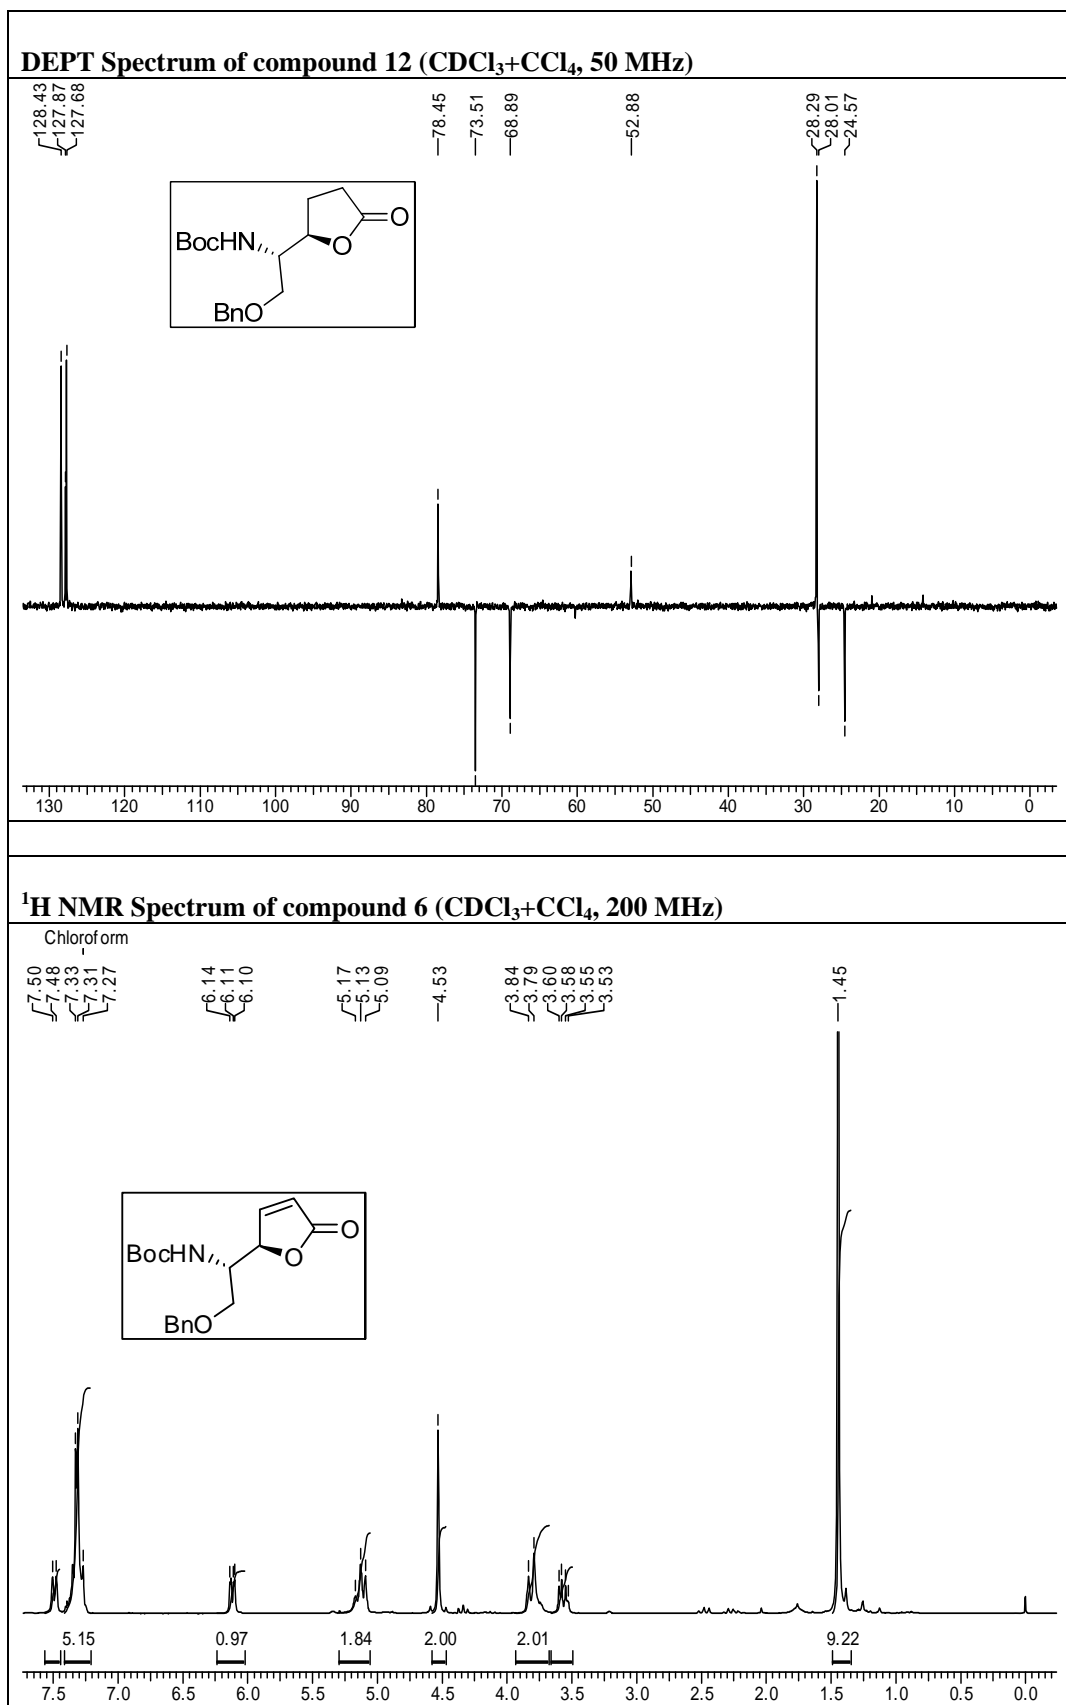 DEPT Spectrum of compound 12 (CDCl3+CCl4, 50 MHz)
128.43
127.87
127.68
78.45
73.51
68.89
52.88
28.29
28.01
24.57
O
BocHN
O
BnO
130 120 110 100 90 80 70 60 50 40 30 20 10 0
1H NMR Spectrum of compound 6 (CDCl3+CCl4, 200 MHz)
Chloroform
7.50
7.48
7.33
7.31
7.27
6.14
6.11
6.10
5.17
5.13
5.09
4.53
3.84
3.79
3.60
3.58
3.55
3.53
1.45
O
BocHN
O
BnO
5.15 0.97 1.84 2.00 2.01 9.22
7.5 7.0 6.5 6.0 5.5 5.0 4.5 4.0 3.5 3.0 2.5 2.0 1.5 1.0 0.5 0.0